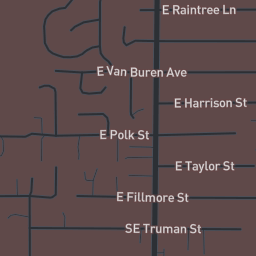 E Raintree Ln
E Van Buren Ave
E Harrison St
E Polk St
E Taylor St
E Fillmore St
SE Truman St